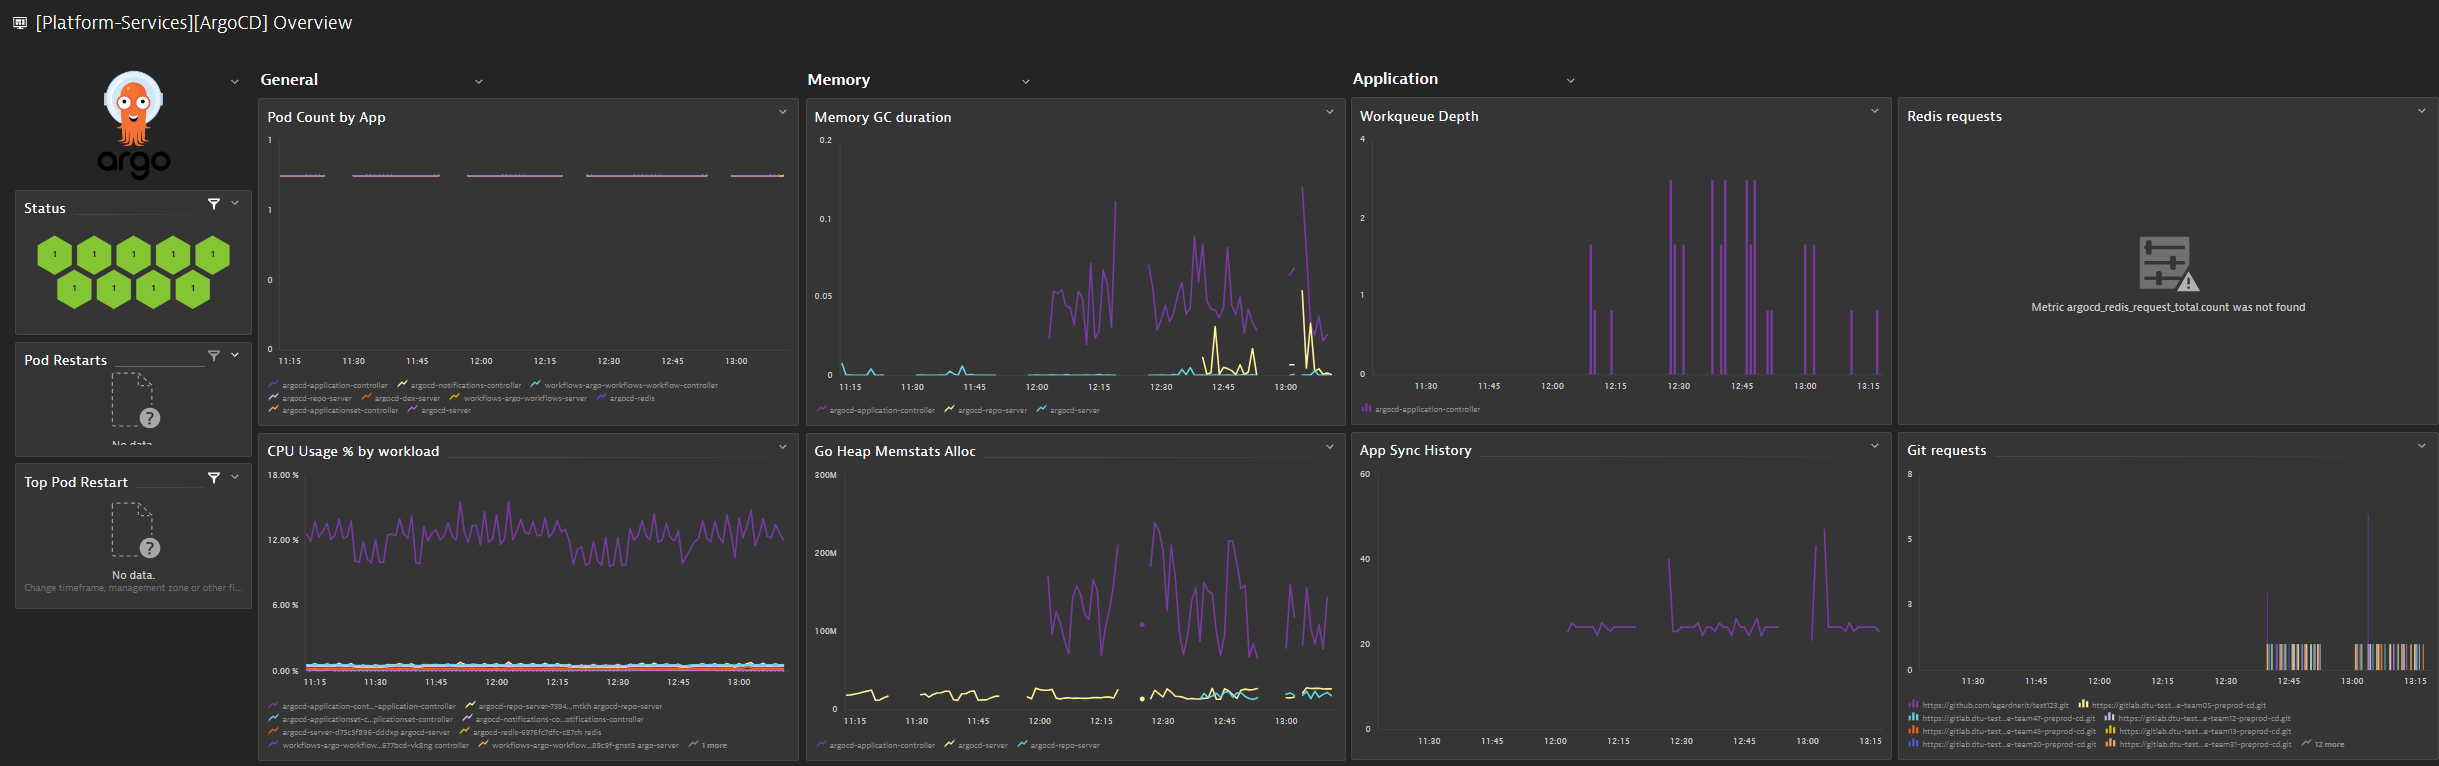 [Platform-Services][ArgoCD] Overview
argo
Status
1 1 1 1 1
1 1 1 1
Pod Restarts
No data
Top Pod Restart
No data.
Change timeframe, management zone or other fi...
General
Pod Count by App
1
1
0
0
11:15 11:30 11:45 12:00 12:15 12:30 12:45 13:00
argocd-application-controller argocd-notifications-controller workflows-argo-workflows-workflow-controller
argocd-repo-server argocd-dex-server workflows-argo-workflows-server argocd-redis
argocd-applicationset-controller argocd-server
CPU Usage % by workload
18.00 %
12.00 %
6.00 %
0.00 %
11:15 11:30 11:45 12:00 12:15 12:30 12:45 13:00
argocd-application-cont...-application-controller argocd-repo-server-7594...mtkh argocd-repo-server
argocd-applicationset-c...plicationset-controller argocd-notifications-co...otifications-controller
argocd-server-d75c5f896-dddxp argocd-server argocd-redis-6976fc7dfc-c87ch redis
workflows-argo-workflow...677bcd-vk8ng controller workflows-argo-workflow...89c9f-gnst8 argo-server 1 more
Memory
Memory GC duration
0.2
0.1
0.05
0
11:15 11:30 11:45 12:00 12:15 12:30 12:45 13:00
argocd-application-controller argocd-repo-server argocd-server
Go Heap Memstats Alloc
300M
200M
100M
0
11:15 11:30 11:45 12:00 12:15 12:30 12:45 13:00
argocd-application-controller argocd-server argocd-repo-server
Application
Workqueue Depth
4
2
1
0
11:30 11:45 12:00 12:15 12:30 12:45 13:00 13:15
argocd-application-controller
App Sync History
60
40
20
0
11:30 11:45 12:00 12:15 12:30 12:45 13:00 13:15
Redis requests
Metric argocd_redis_request_total.count was not found
Git requests
8
5
3
0
11:30 11:45 12:00 12:15 12:30 12:45 13:00 13:15
https://github.com/agardnerit/test123.git https://gitlab.dtu-test...e-team05-preprod-cd.git
https://gitlab.dtu-test...e-team47-preprod-cd.git https://gitlab.dtu-test...e-team12-preprod-cd.git
https://gitlab.dtu-test...e-team45-preprod-cd.git https://gitlab.dtu-test...e-team13-preprod-cd.git
https://gitlab.dtu-test...e-team20-preprod-cd.git https://gitlab.dtu-test...e-team31-preprod-cd.git 12 more